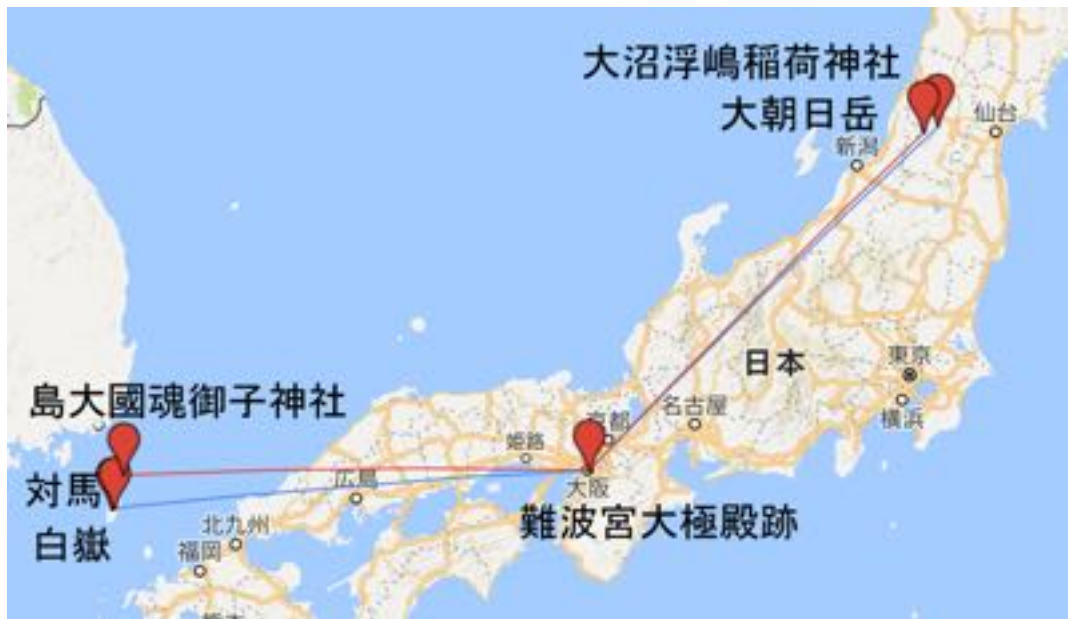 大沼浮嶋稲荷神社
大朝日岳
仙台
新潟
日本
東京
横浜
名古屋
京都
姫路
大阪
難波宮大極殿跡
島大國魂御子神社
対馬
白嶽
広島
北九州
福岡